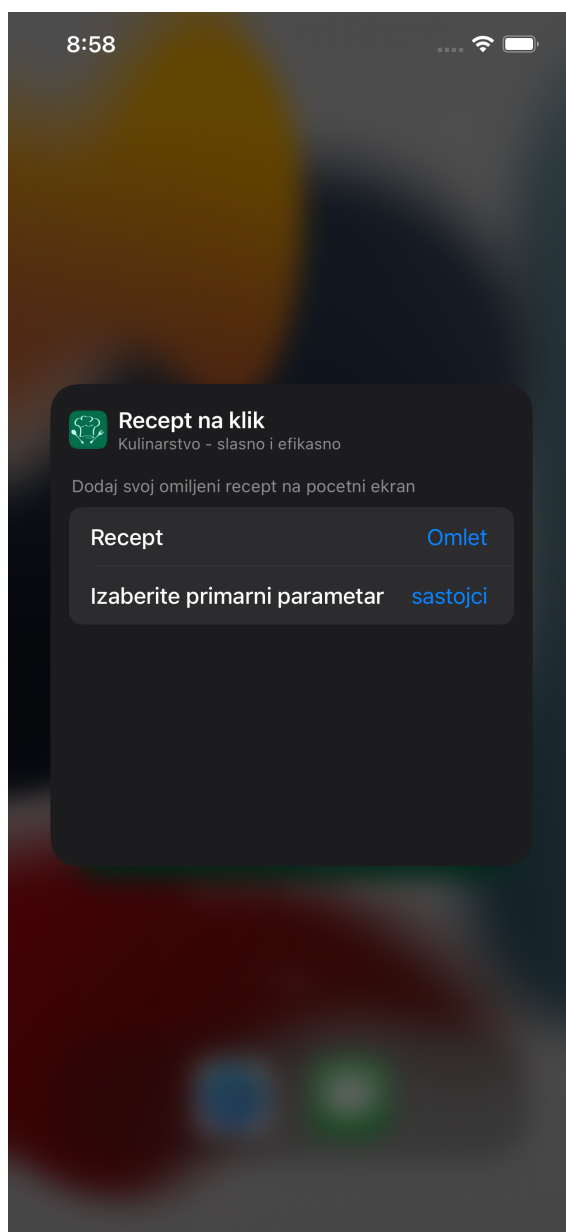 8:58
Recept na klik
Kulinarstvo - slasno i efikasno
Dodaj svoj omiljeni recept na pocetni ekran
Recept Omlet
Izaberite primarni parametar sastojci